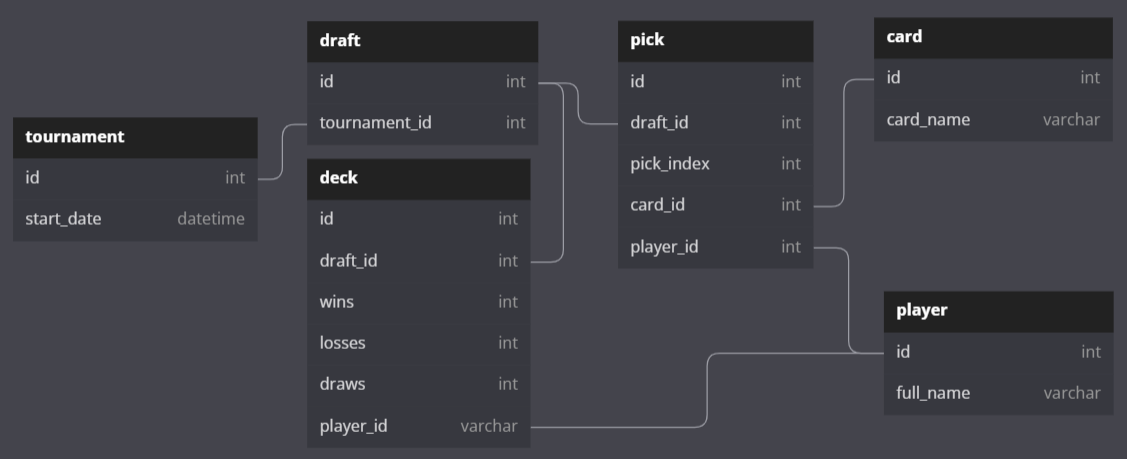 tournament
id int
start_date datetime
draft
id int
tournament_id int
deck
id int
draft_id int
wins int
losses int
draws int
player_id varchar
pick
id int
draft_id int
pick_index int
card_id int
player_id int
card
id int
card_name varchar
player
id int
full_name varchar